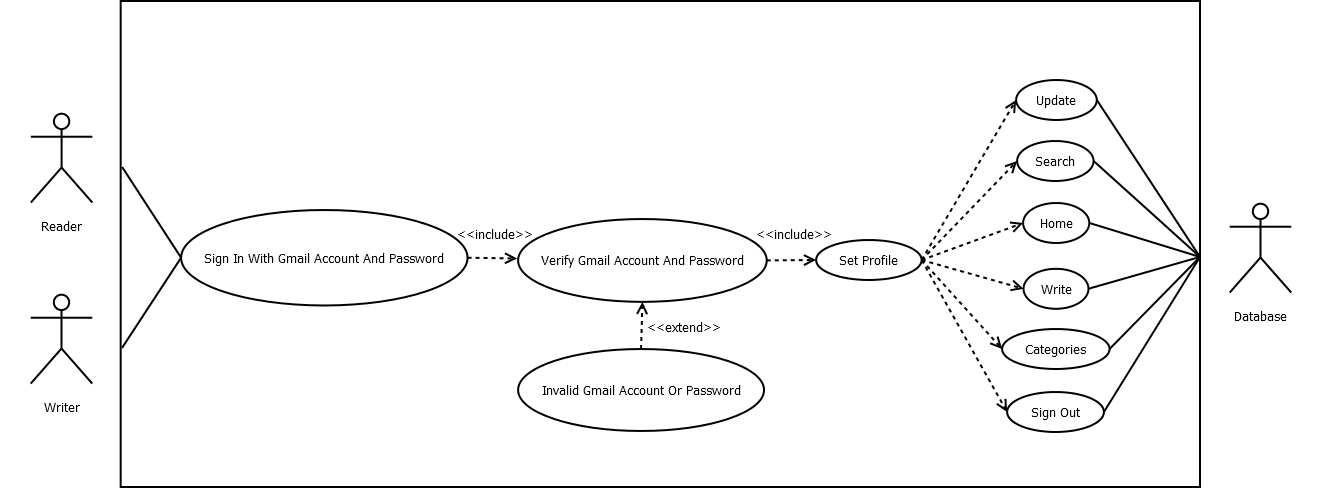 Reader
Writer
Sign In With Gmail Account And Password
<<include>>
Verify Gmail Account And Password
<<extend>>
Invalid Gmail Account Or Password
<<include>>
Set Profile
Update
Search
Home
Write
Categories
Sign Out
Database